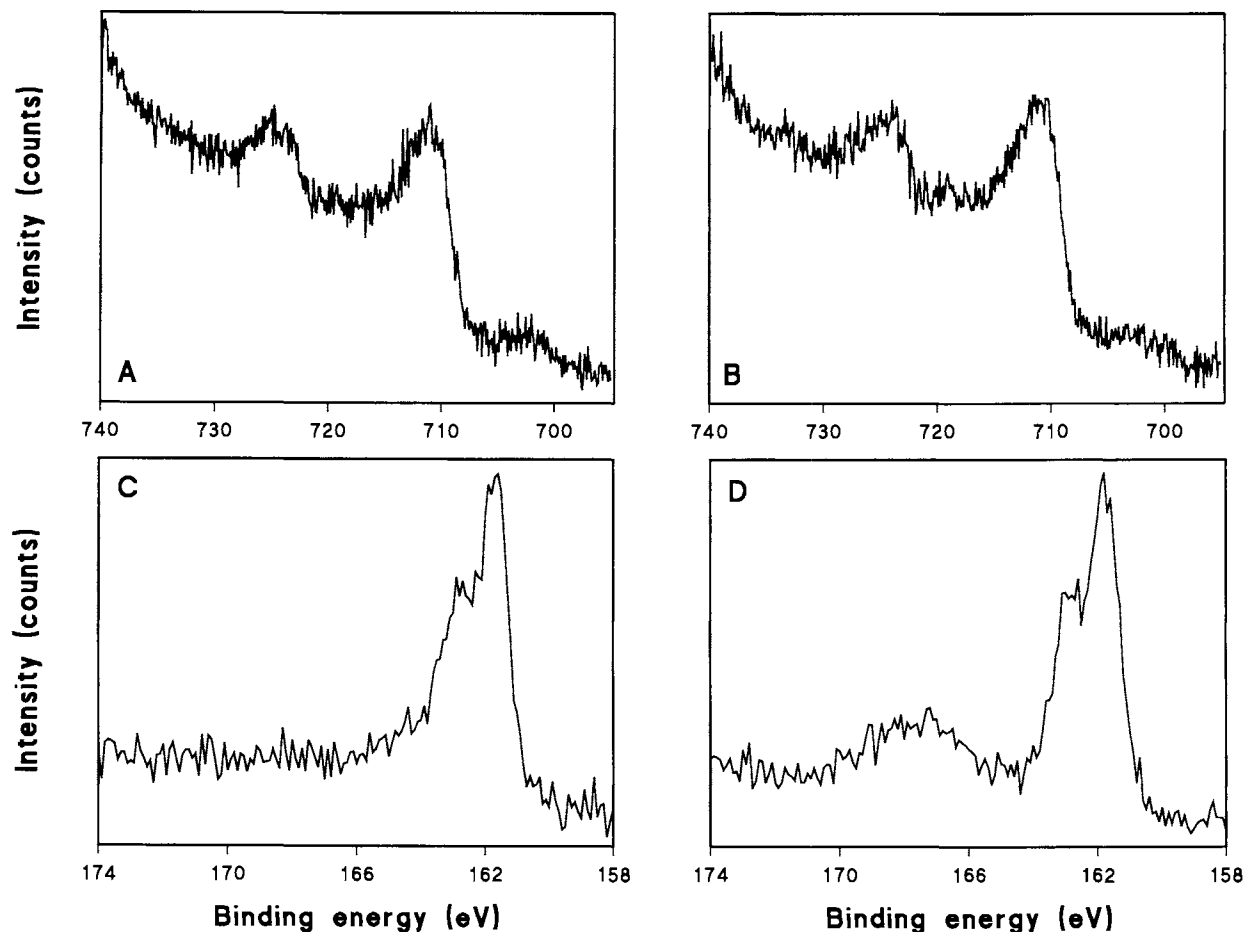 Intensity (counts)
A
740 730 720 710 700
B
740 730 720 710 700
Intensity (counts)
C
174 170 166 162 158
Binding energy (eV)
D
174 170 166 162 158
Binding energy (eV)